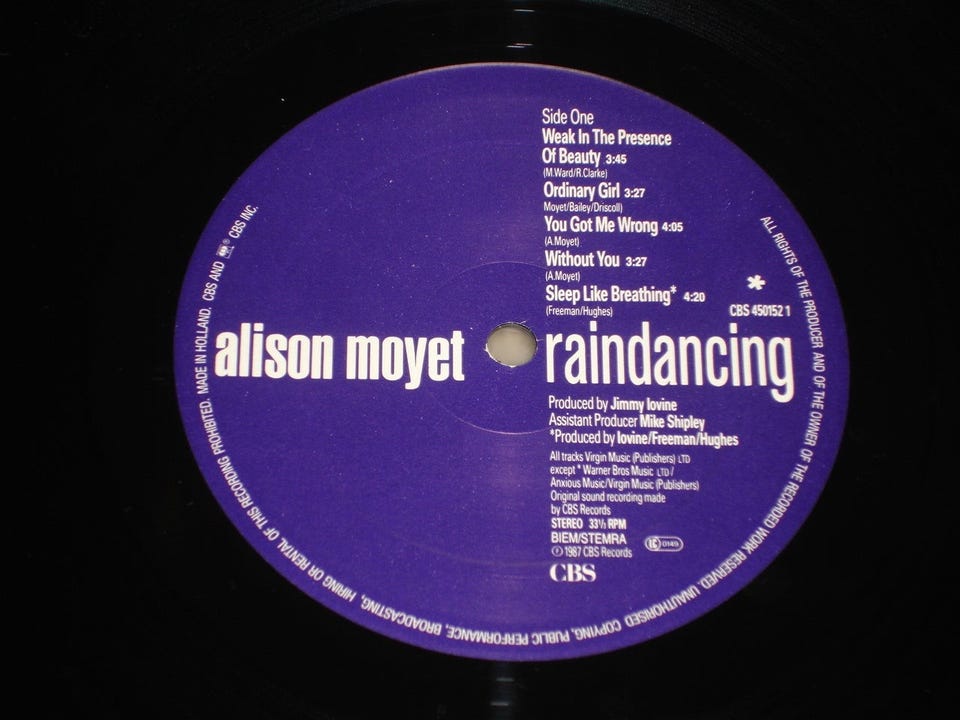 Side One
Weak In The Presence
Of Beauty 3:45
(M.Ward/R.Clarke)
Ordinary Girl 3:27
Moyet/Bailey/Driscoll)
You Got Me Wrong 4:05
(A.Moyet)
Without You 3:27
(A.Moyet)
Sleep Like Breathing* 4:20
(Freeman/Hughes)
*
CBS 450152 1
alison moyet
raindancing
Produced by Jimmy Iovine
Assistant Producer Mike Shipley
*Produced by Iovine/Freeman/Hughes
All tracks Virgin Music (Publishers) LTD
except * Warner Bros Music LTD/
Anxious Music/Virgin Music (Publishers)
Original sound recording made
by CBS Records
STEREO 33⅓ RPM
BIEM/STEMRA
℗ 1987 CBS Records
CBS
ALL RIGHTS OF THE PRODUCER AND OF THE OWNER OF THE RECORDED WORK RESERVED. UNAUTHORISED COPYING, PUBLIC PERFORMANCE, BROADCASTING, HIRING OR RENTAL OF THIS RECORDING PROHIBITED. MADE IN HOLLAND. CBS AND ® CBS INC.